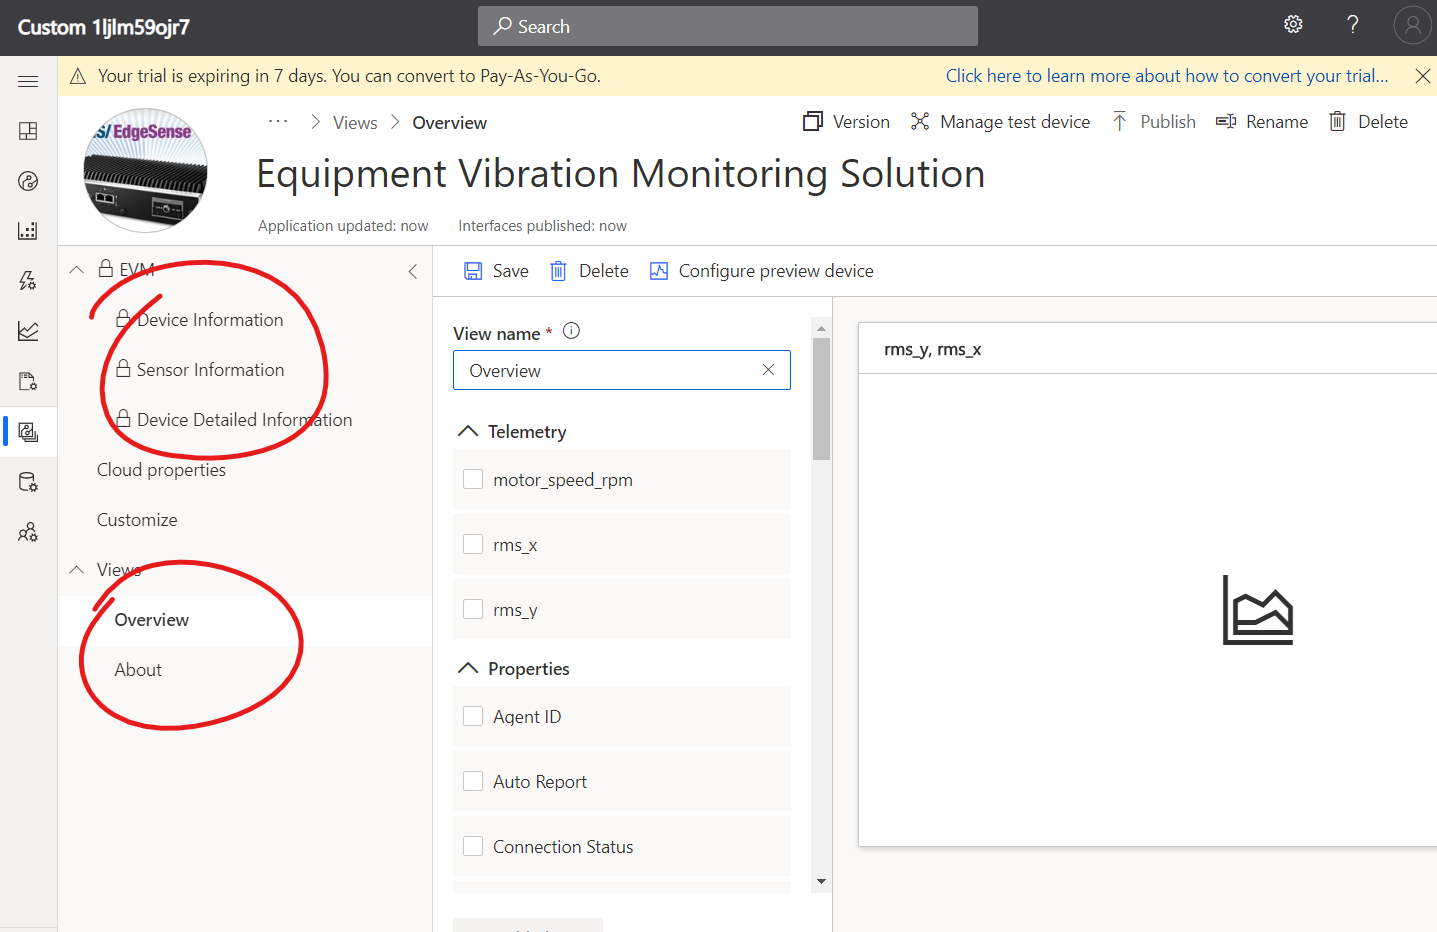 Custom 1ljlm59ojr7
Search
?
Your trial is expiring in 7 days. You can convert to Pay-As-You-Go.
Click here to learn more about how to convert your trial...
EdgeSense
... > Views > Overview
Version
Manage test device
Publish
Rename
Delete
Equipment Vibration Monitoring Solution
Application updated: now
Interfaces published: now
EVM
Device Information
Sensor Information
Device Detailed Information
Cloud properties
Customize
Views
Overview
About
Save
Delete
Configure preview device
View name *
Overview
Telemetry
motor_speed_rpm
rms_x
rms_y
Properties
Agent ID
Auto Report
Connection Status
rms_y, rms_x